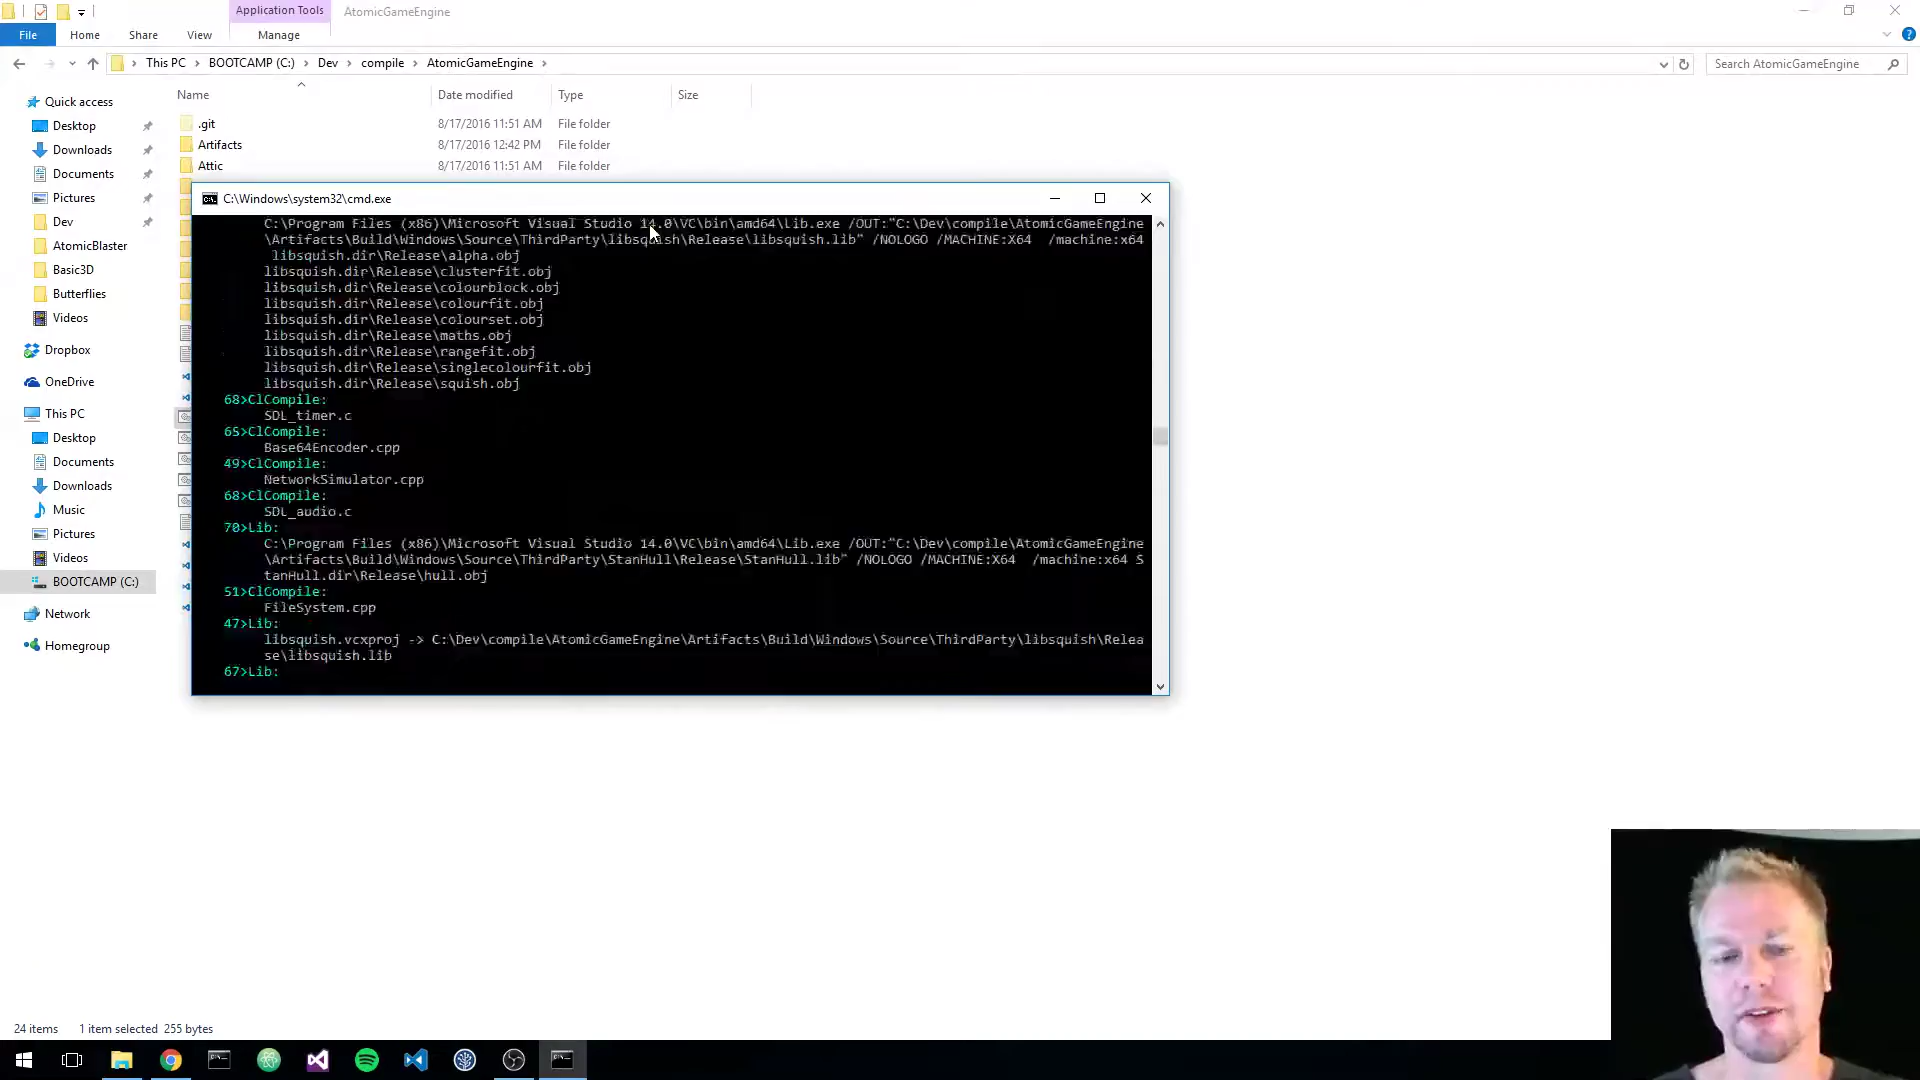 Application Tools
AtomicGameEngine
File
Home
Share
View
Manage
This PC
BOOTCAMP (C:)
Dev
compile
AtomicGameEngine
Search AtomicGameEngine
Name
Date modified
Type
Size
Quick access
Desktop
Downloads
Documents
Pictures
Dev
AtomicBlaster
Basic3D
Butterflies
Videos
Dropbox
OneDrive
This PC
Desktop
Documents
Downloads
Music
Pictures
Videos
BOOTCAMP (C:)
Network
Homegroup
.git 8/17/2016 11:51 AM File folder
Artifacts 8/17/2016 12:42 PM File folder
Attic 8/17/2016 11:51 AM File folder
C:\Windows\system32\cmd.exe
C:\Program Files (x86)\Microsoft Visual Studio 14.0\VC\bin\amd64\Lib.exe /OUT:"C:\Dev\compile\AtomicGameEngine
\Artifacts\Build\Windows\Source\ThirdParty\libsquish\Release\libsquish.lib" /NOLOGO /MACHINE:X64 /machine:x64
libsquish.dir\Release\alpha.obj
libsquish.dir\Release\clusterfit.obj
libsquish.dir\Release\colourblock.obj
libsquish.dir\Release\colourfit.obj
libsquish.dir\Release\colourset.obj
libsquish.dir\Release\maths.obj
libsquish.dir\Release\rangefit.obj
libsquish.dir\Release\singlecolourfit.obj
libsquish.dir\Release\squish.obj
68>ClCompile:
SDL_timer.c
65>ClCompile:
Base64Encoder.cpp
49>ClCompile:
NetworkSimulator.cpp
68>ClCompile:
SDL_audio.c
70>Lib:
C:\Program Files (x86)\Microsoft Visual Studio 14.0\VC\bin\amd64\Lib.exe /OUT:"C:\Dev\compile\AtomicGameEngine
\Artifacts\Build\Windows\Source\ThirdParty\StanHull\Release\StanHull.lib" /NOLOGO /MACHINE:X64 /machine:x64 S
tanHull.dir\Release\hull.obj
51>ClCompile:
FileSystem.cpp
47>Lib:
libsquish.vcxproj -> C:\Dev\compile\AtomicGameEngine\Artifacts\Build\Windows\Source\ThirdParty\libsquish\Relea
se\libsquish.lib
67>Lib:
24 items 1 item selected 255 bytes